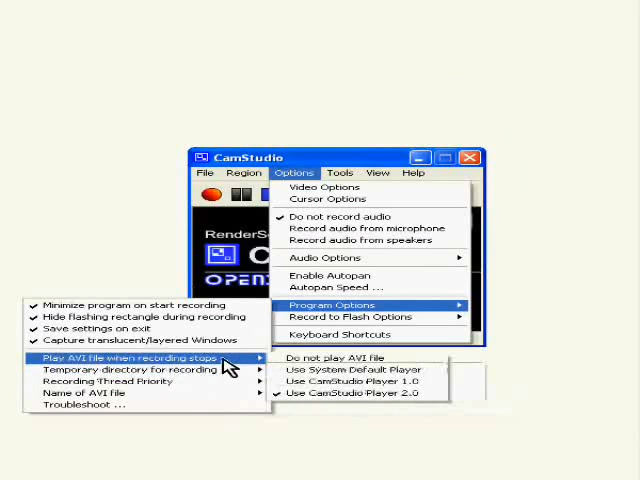 CamStudio
File Region Options Tools View Help
Video Options
Cursor Options
Do not record audio
Record audio from microphone
Record audio from speakers
Audio Options
Enable Autopan
Autopan Speed ...
Program Options
Record to Flash Options
Keyboard Shortcuts
RenderSo
C
OPENS
Minimize program on start recording
Hide flashing rectangle during recording
Save settings on exit
Capture translucent/layered Windows
Play AVI file when recording stops
Temporary directory for recording
Recording Thread Priority
Name of AVI file
Troubleshoot ...
Do not play AVI file
Use System Default Player
Use CamStudio Player 1.0
Use CamStudio Player 2.0